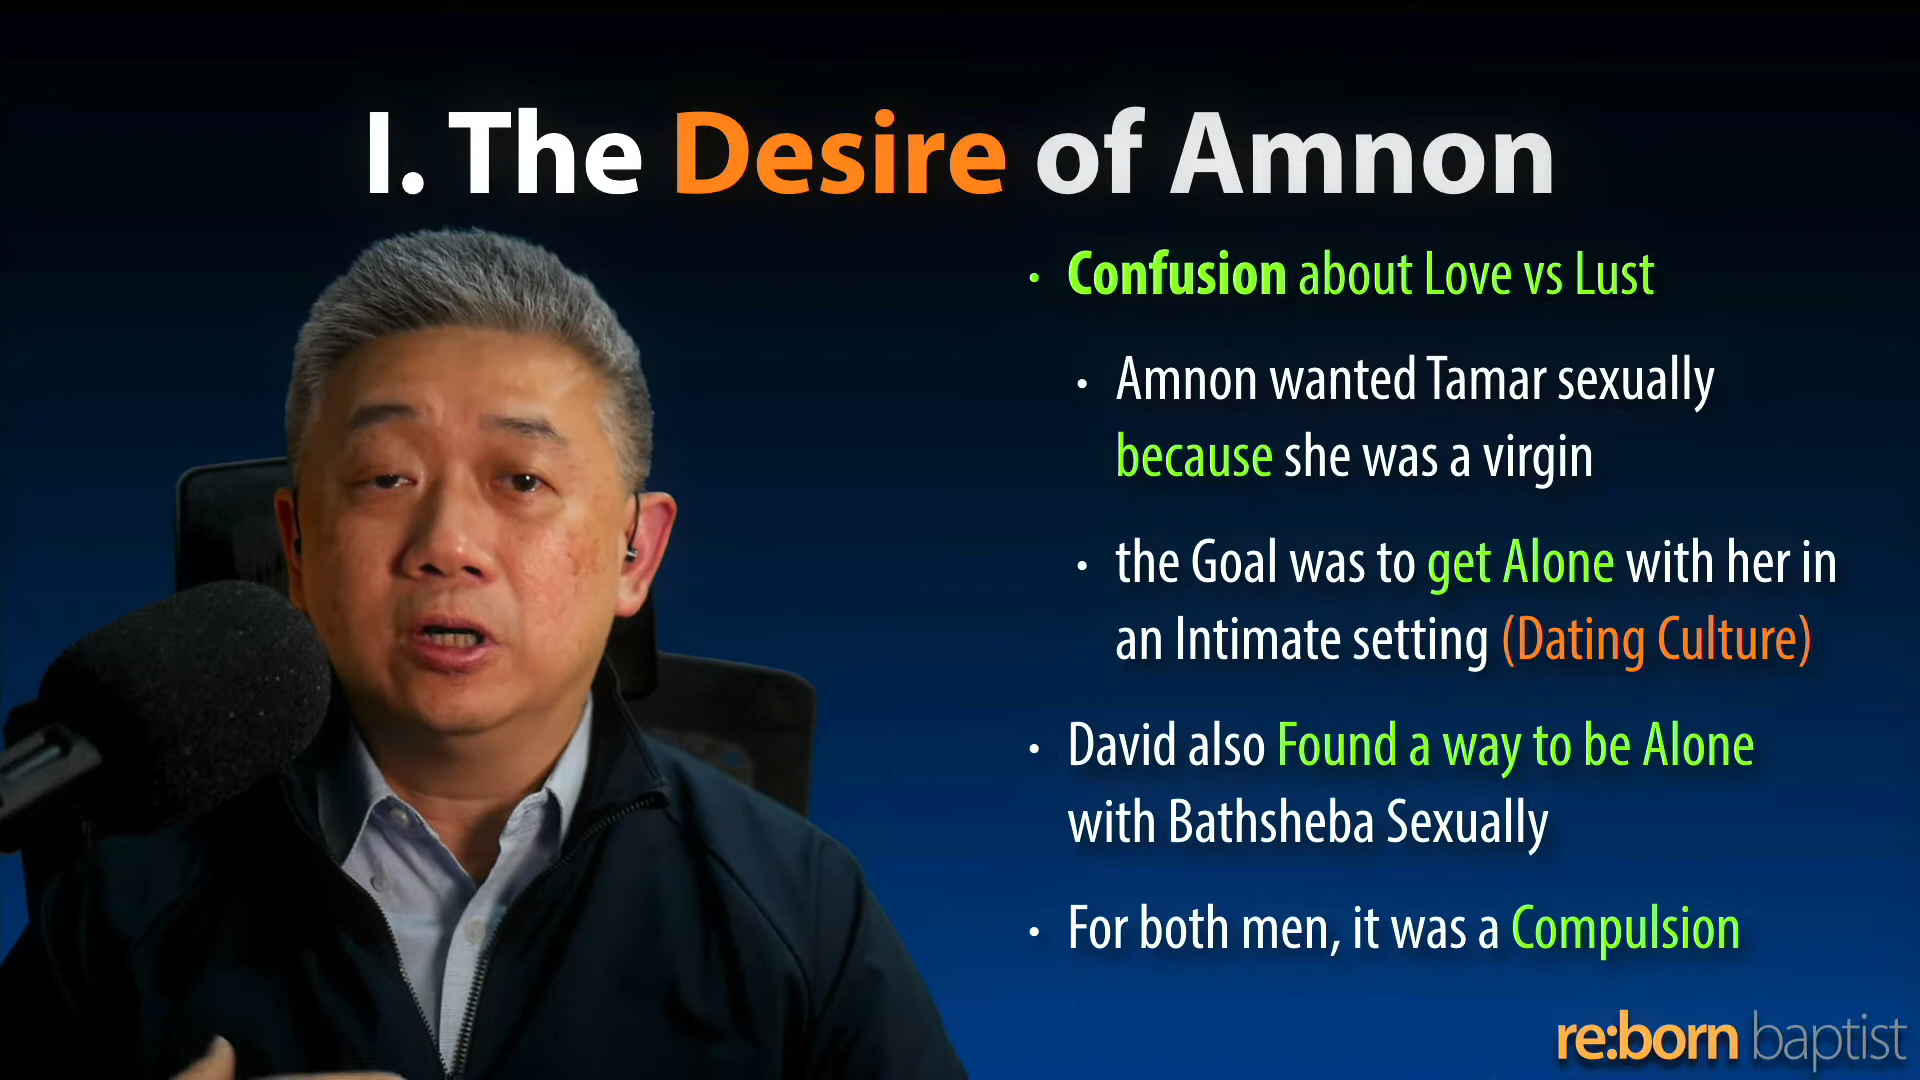 I. The Desire of Amnon
• Confusion about Love vs Lust
• Amnon wanted Tamar sexually
because she was a virgin
• the Goal was to get Alone with her in
an Intimate setting (Dating Culture)
• David also Found a way to be Alone
with Bathsheba Sexually
• For both men, it was a Compulsion
re:born baptist